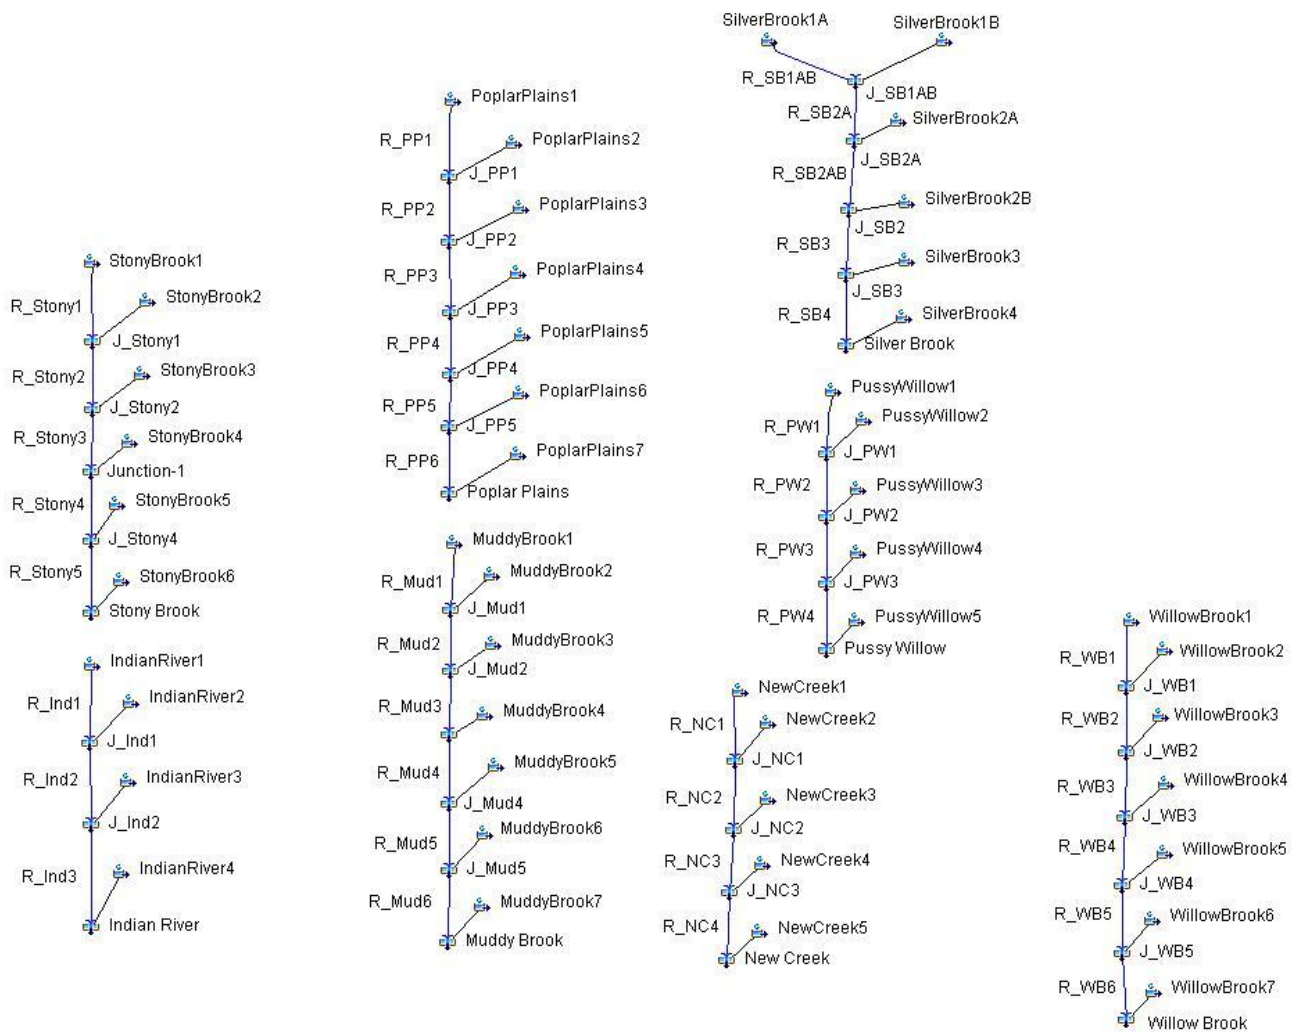 SilverBrook1A
SilverBrook1B
R_SB1AB
J_SB1AB
R_SB2A
SilverBrook2A
J_SB2A
R_SB2AB
SilverBrook2B
J_SB2
R_SB3
SilverBrook3
J_SB3
R_SB4
SilverBrook4
Silver Brook
PoplarPlains1
R_PP1
PoplarPlains2
J_PP1
R_PP2
PoplarPlains3
J_PP2
R_PP3
PoplarPlains4
J_PP3
R_PP4
PoplarPlains5
J_PP4
R_PP5
PoplarPlains6
J_PP5
R_PP6
PoplarPlains7
Poplar Plains
StonyBrook1
R_Stony1
StonyBrook2
J_Stony1
R_Stony2
StonyBrook3
J_Stony2
R_Stony3
StonyBrook4
Junction-1
R_Stony4
StonyBrook5
J_Stony4
R_Stony5
StonyBrook6
Stony Brook
PussyWillow1
R_PW1
PussyWillow2
J_PW1
R_PW2
PussyWillow3
J_PW2
R_PW3
PussyWillow4
J_PW3
R_PW4
PussyWillow5
Pussy Willow
MuddyBrook1
R_Mud1
MuddyBrook2
J_Mud1
R_Mud2
MuddyBrook3
J_Mud2
R_Mud3
MuddyBrook4
R_Mud4
MuddyBrook5
J_Mud4
R_Mud5
MuddyBrook6
J_Mud5
R_Mud6
MuddyBrook7
Muddy Brook
IndianRiver1
R_Ind1
IndianRiver2
J_Ind1
R_Ind2
IndianRiver3
J_Ind2
R_Ind3
IndianRiver4
Indian River
NewCreek1
R_NC1
NewCreek2
J_NC1
R_NC2
NewCreek3
J_NC2
R_NC3
NewCreek4
J_NC3
R_NC4
NewCreek5
New Creek
WillowBrook1
R_WB1
WillowBrook2
J_WB1
R_WB2
WillowBrook3
J_WB2
R_WB3
WillowBrook4
J_WB3
R_WB4
WillowBrook5
J_WB4
R_WB5
WillowBrook6
J_WB5
R_WB6
WillowBrook7
Willow Brook